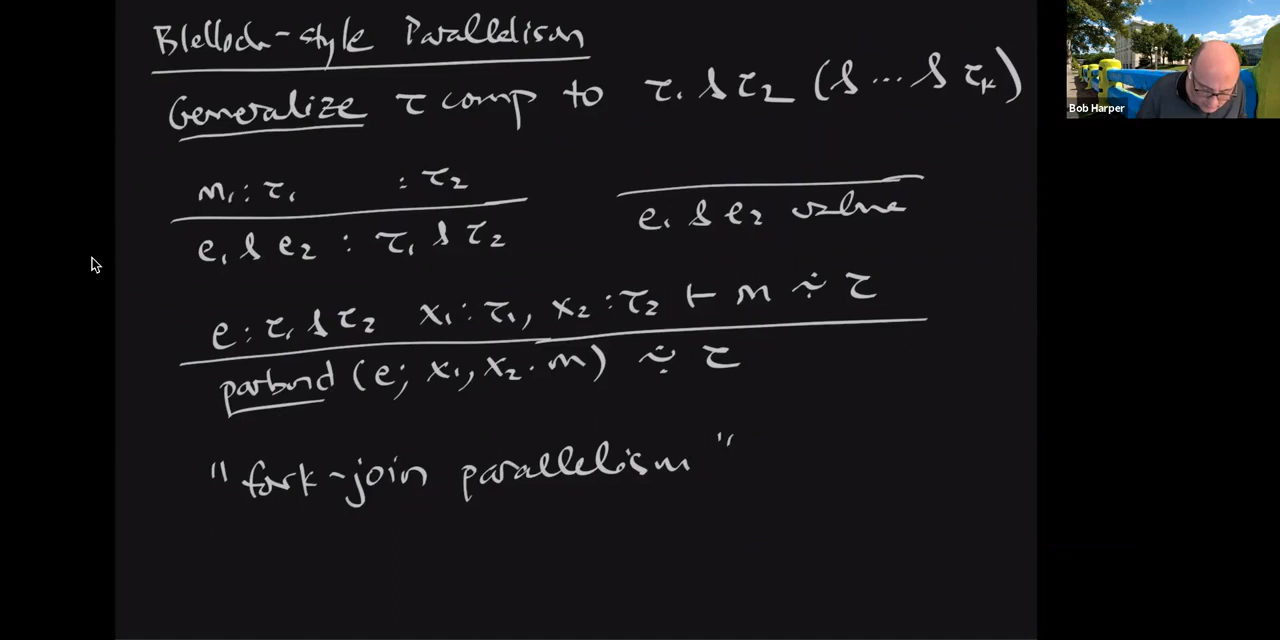 Blelloch-style Parallelism
Generalize τ comp to τ₁ & τ₂ (& ... & τₖ)
Bob Harper
m₁ : τ₁ : τ₂
e₁ & e₂ : τ₁ & τ₂
e₁ & e₂ value
e : τ₁ & τ₂ x₁ : τ₁, x₂ : τ₂ ⊢ m ∻ τ
parbnd (e; x₁, x₂. m) ∻ τ
"fork-join parallelism"